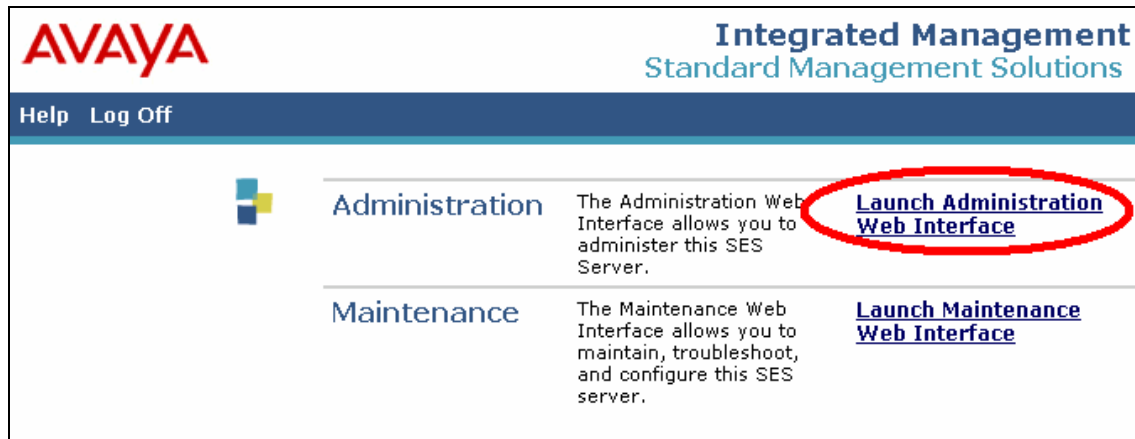 AVAYA
Integrated Management
Standard Management Solutions
Help Log Off
Administration
The Administration Web
Interface allows you to
administer this SES
Server.
Launch Administration
Web Interface
Maintenance
The Maintenance Web
Interface allows you to
maintain, troubleshoot,
and configure this SES
server.
Launch Maintenance
Web Interface